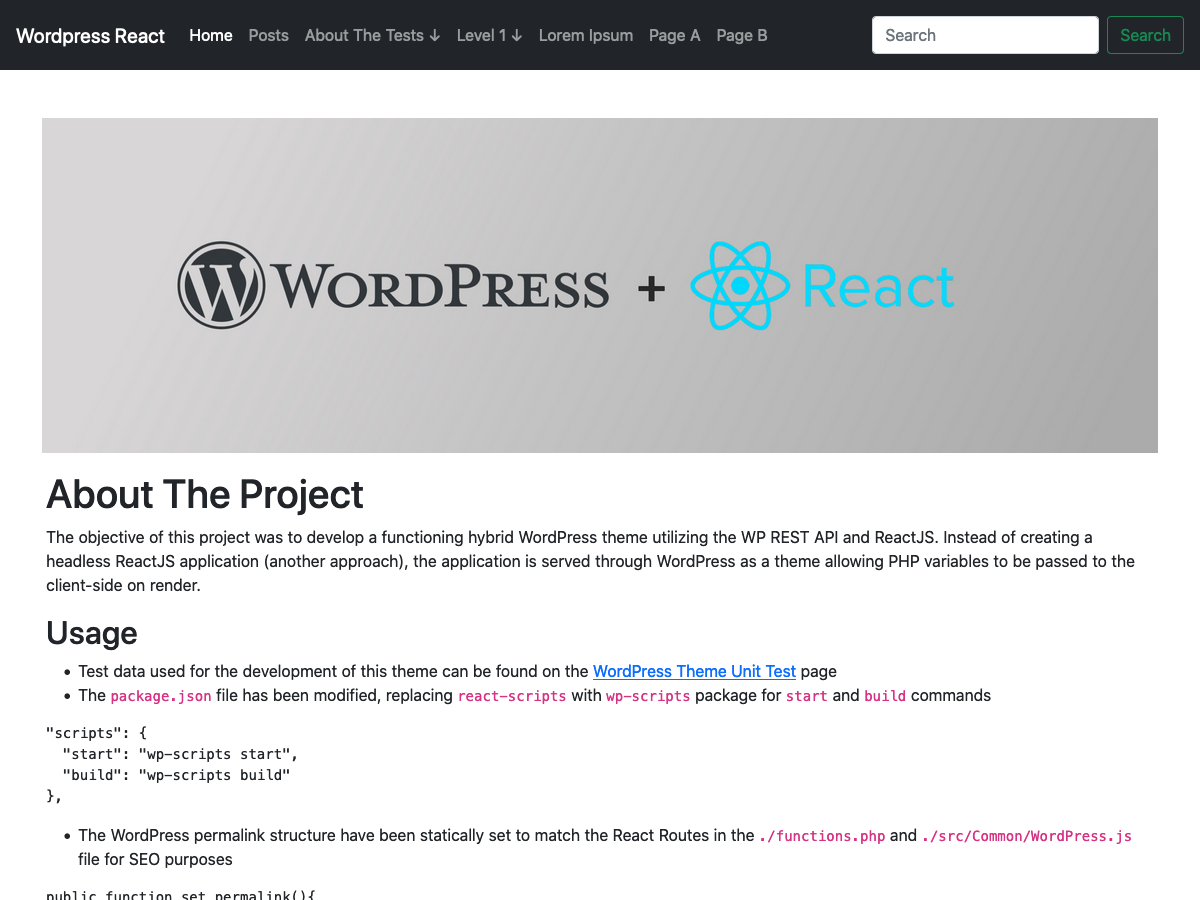 Wordpress React Home Posts About The Tests ↓ Level 1 ↓ Lorem Ipsum Page A Page B Search Search
WORDPRESS + React
About The Project
The objective of this project was to develop a functioning hybrid WordPress theme utilizing the WP REST API and ReactJS. Instead of creating a
headless ReactJS application (another approach), the application is served through WordPress as a theme allowing PHP variables to be passed to the
client-side on render.
Usage
• Test data used for the development of this theme can be found on the WordPress Theme Unit Test page
• The package.json file has been modified, replacing react-scripts with wp-scripts package for start and build commands
"scripts": {
  "start": "wp-scripts start",
  "build": "wp-scripts build"
},
• The WordPress permalink structure have been statically set to match the React Routes in the ./functions.php and ./src/Common/WordPress.js
file for SEO purposes
public function set_permalink(){